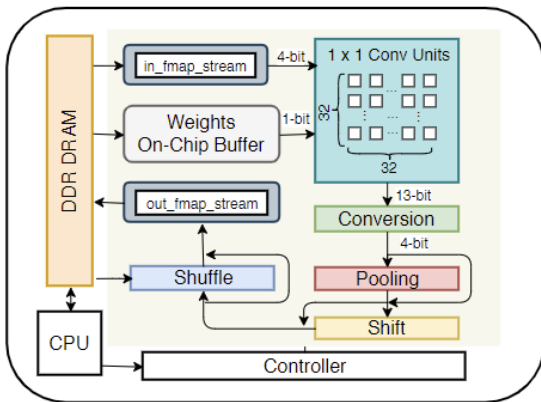 DDR DRAM
in_fmap_stream
4-bit
1 x 1 Conv Units
32
...
...
32
Weights
On-Chip Buffer
1-bit
out_fmap_stream
13-bit
Conversion
4-bit
Shuffle
Pooling
Shift
CPU
Controller